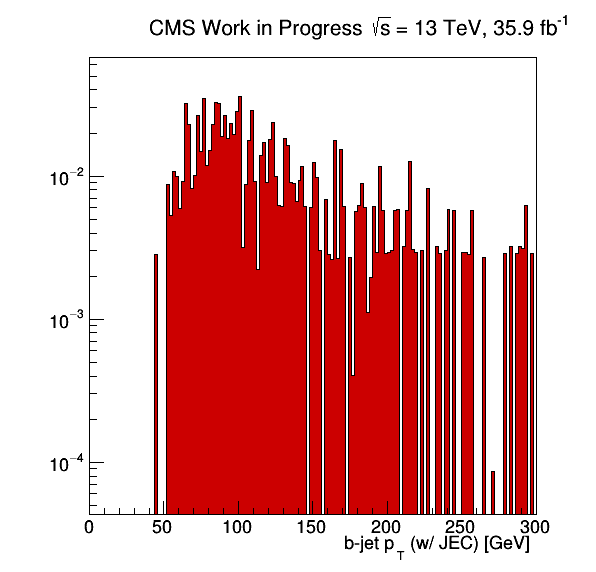 CMS Work in Progress √s = 13 TeV, 35.9 fb⁻¹
10⁻²
10⁻³
10⁻⁴
0 50 100 150 200 250 300
b-jet p_T (w/ JEC) [GeV]